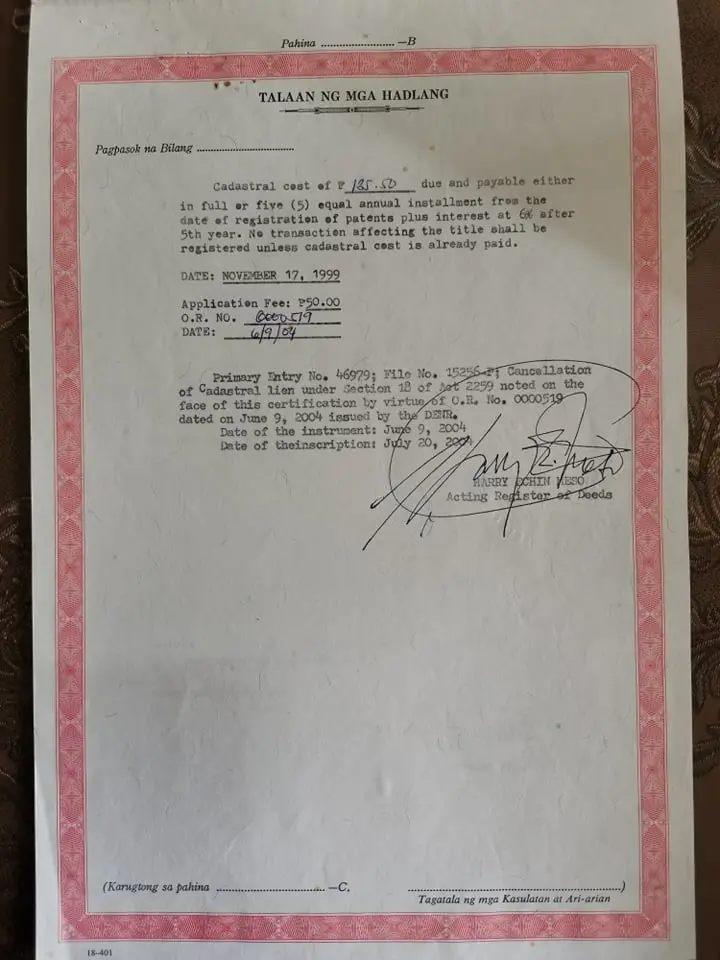 Pahina ........................ —B
TALAAN NG MGA HADLANG
Pagpasok na Bilang ................................
Cadastral cost of ₱ 125.50 due and payable either
in full or five (5) equal annual installment from the
date of registration of patents plus interest at 6% after
5th year. No transaction affecting the title shall be
registered unless cadastral cost is already paid.
DATE: NOVEMBER 17, 1999
Application Fee: ₱50.00
O.R. NO. 0000519
DATE: 6/9/04
Primary Entry No. 46979; File No. 15256-P; Cancellation
of Cadastral lien under Section 18 of Act 2259 noted on the
face of this certification by virtue of O.R. No. 0000519
dated on June 9, 2004 issued by the DENR.
Date of the instrument: June 9, 2004
Date of theinscription: July 20, 2004
HARRY
Acting Register of Deeds
(Karugtong sa pahina ................................ —C. ................................)
Tagatala ng mga Kasulatan at Ari-arian
18-401